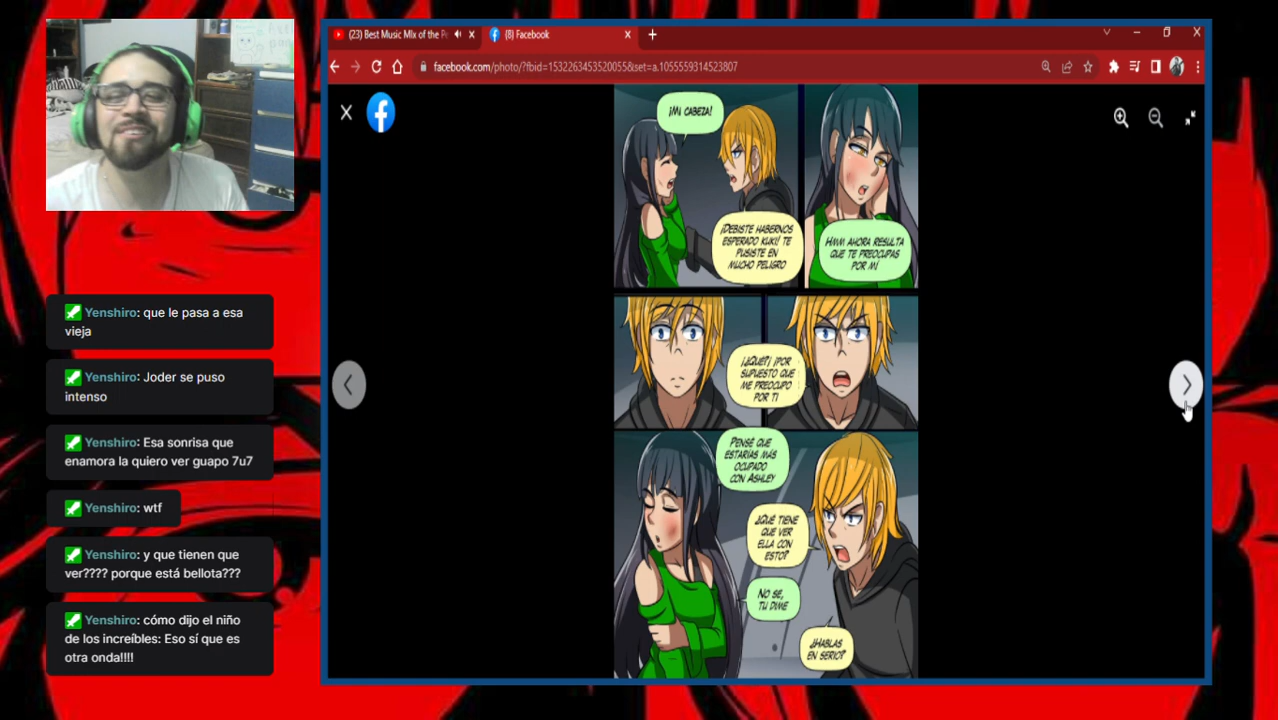 (23) Best Music Mix of the Po
(8) Facebook
facebook.com/photo/?fbid=1532263453520055&set=a.1055559314523807
¡MI CABEZA!
¡DEBISTE HABERNOS
ESPERADO KUKI! TE
PUSISTE EN
MUCHO PELIGRO
HMM AHORA RESULTA
QUE TE PREOCUPAS
POR MÍ
¡¿QUÉ?! ¡POR
SUPUESTO QUE
ME PREOCUPO
POR TI
PENSÉ QUE
ESTARÍAS MÁS
OCUPADO
CON ASHLEY
¿QUÉ TIENE
QUE VER
ELLA CON
ESTO?
NO SE,
TU DIME
¿HABLAS
EN SERIO?
Yenshiro: que le pasa a esa
vieja
Yenshiro: Joder se puso
intenso
Yenshiro: Esa sonrisa que
enamora la quiero ver guapo 7u7
Yenshiro: wtf
Yenshiro: y que tienen que
ver???? porque está bellota???
Yenshiro: cómo dijo el niño
de los increíbles: Eso sí que es
otra onda!!!!